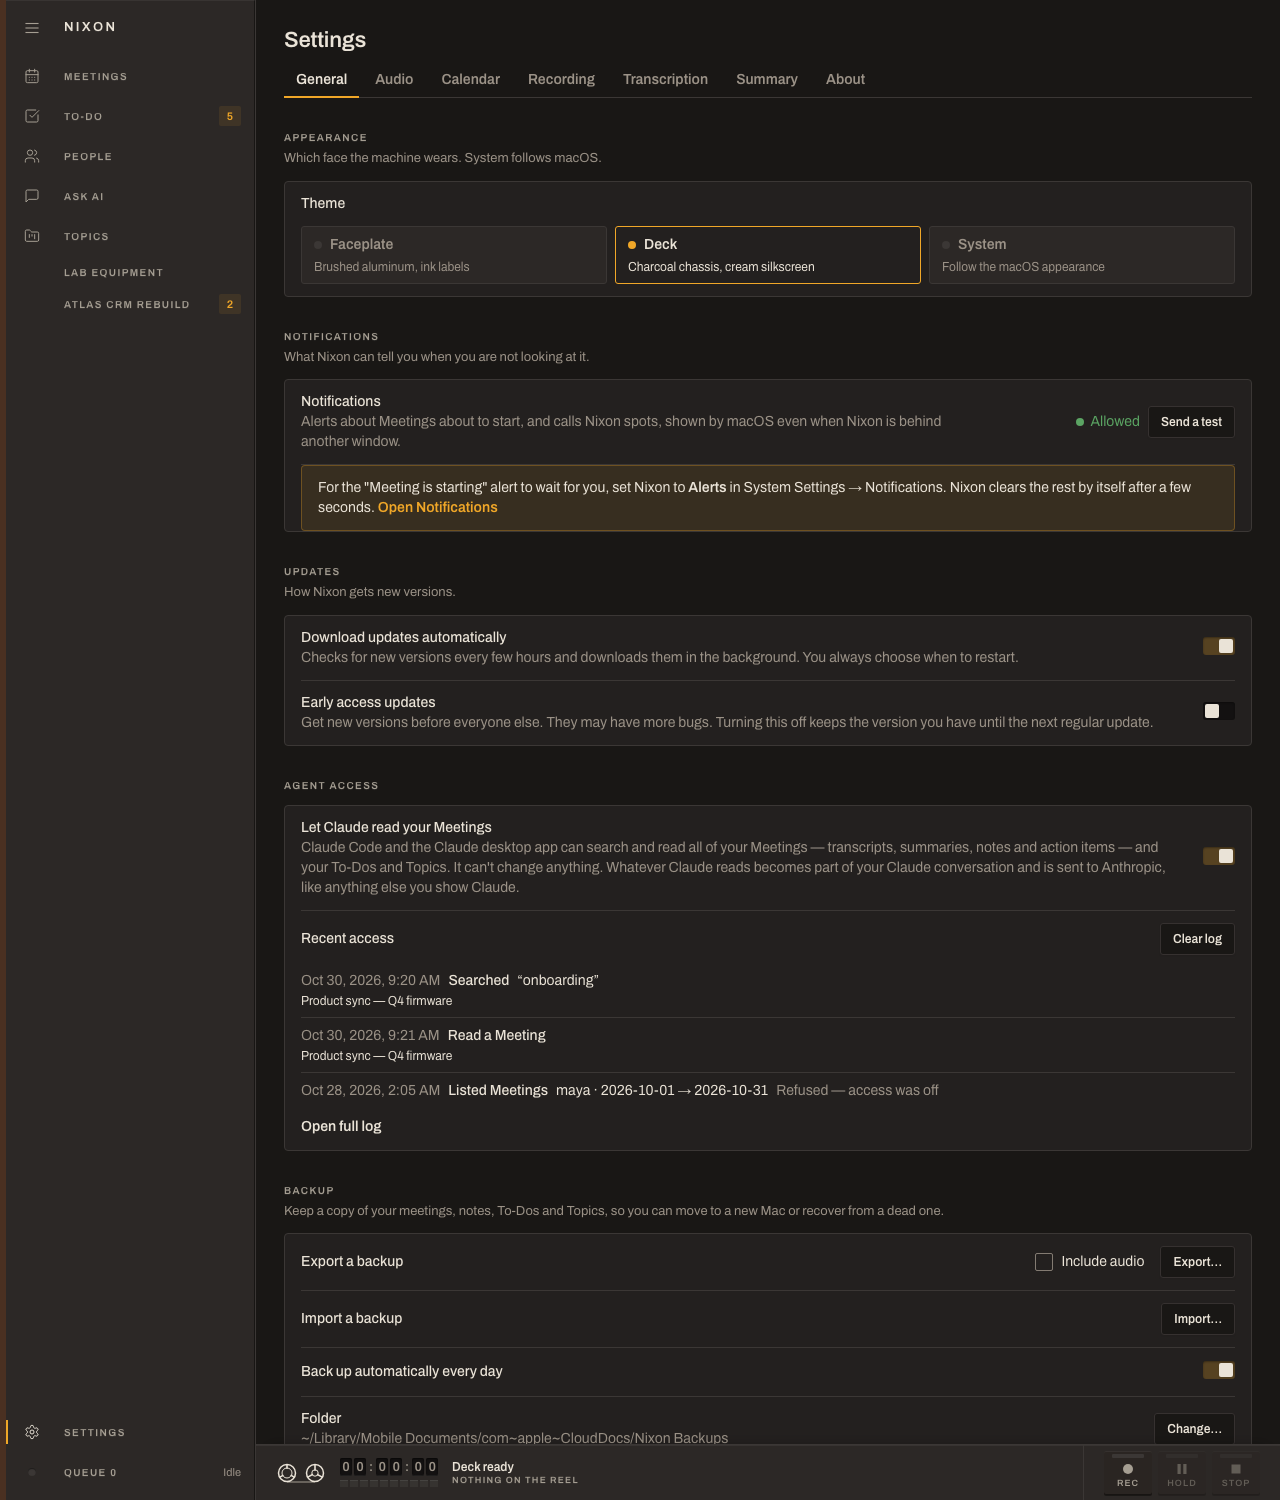 NIXON
MEETINGS
TO-DO 5
PEOPLE
ASK AI
TOPICS
LAB EQUIPMENT
ATLAS CRM REBUILD 2
SETTINGS
QUEUE 0 Idle
Settings
General Audio Calendar Recording Transcription Summary About
APPEARANCE
Which face the machine wears. System follows macOS.
Theme
Faceplate
Brushed aluminum, ink labels
Deck
Charcoal chassis, cream silkscreen
System
Follow the macOS appearance
NOTIFICATIONS
What Nixon can tell you when you are not looking at it.
Notifications
Alerts about Meetings about to start, and calls Nixon spots, shown by macOS even when Nixon is behind
another window.
Allowed Send a test
For the "Meeting is starting" alert to wait for you, set Nixon to Alerts in System Settings → Notifications. Nixon clears the rest by itself after a few
seconds. Open Notifications
UPDATES
How Nixon gets new versions.
Download updates automatically
Checks for new versions every few hours and downloads them in the background. You always choose when to restart.
Early access updates
Get new versions before everyone else. They may have more bugs. Turning this off keeps the version you have until the next regular update.
AGENT ACCESS
Let Claude read your Meetings
Claude Code and the Claude desktop app can search and read all of your Meetings — transcripts, summaries, notes and action items — and
your To-Dos and Topics. It can't change anything. Whatever Claude reads becomes part of your Claude conversation and is sent to Anthropic,
like anything else you show Claude.
Recent access Clear log
Oct 30, 2026, 9:20 AM Searched “onboarding”
Product sync — Q4 firmware
Oct 30, 2026, 9:21 AM Read a Meeting
Product sync — Q4 firmware
Oct 28, 2026, 2:05 AM Listed Meetings maya · 2026-10-01 → 2026-10-31 Refused — access was off
Open full log
BACKUP
Keep a copy of your meetings, notes, To-Dos and Topics, so you can move to a new Mac or recover from a dead one.
Export a backup Include audio Export…
Import a backup Import…
Back up automatically every day
Folder
~/Library/Mobile Documents/com~apple~CloudDocs/Nixon Backups
Change…
00:00:00
Deck ready
NOTHING ON THE REEL
REC HOLD STOP